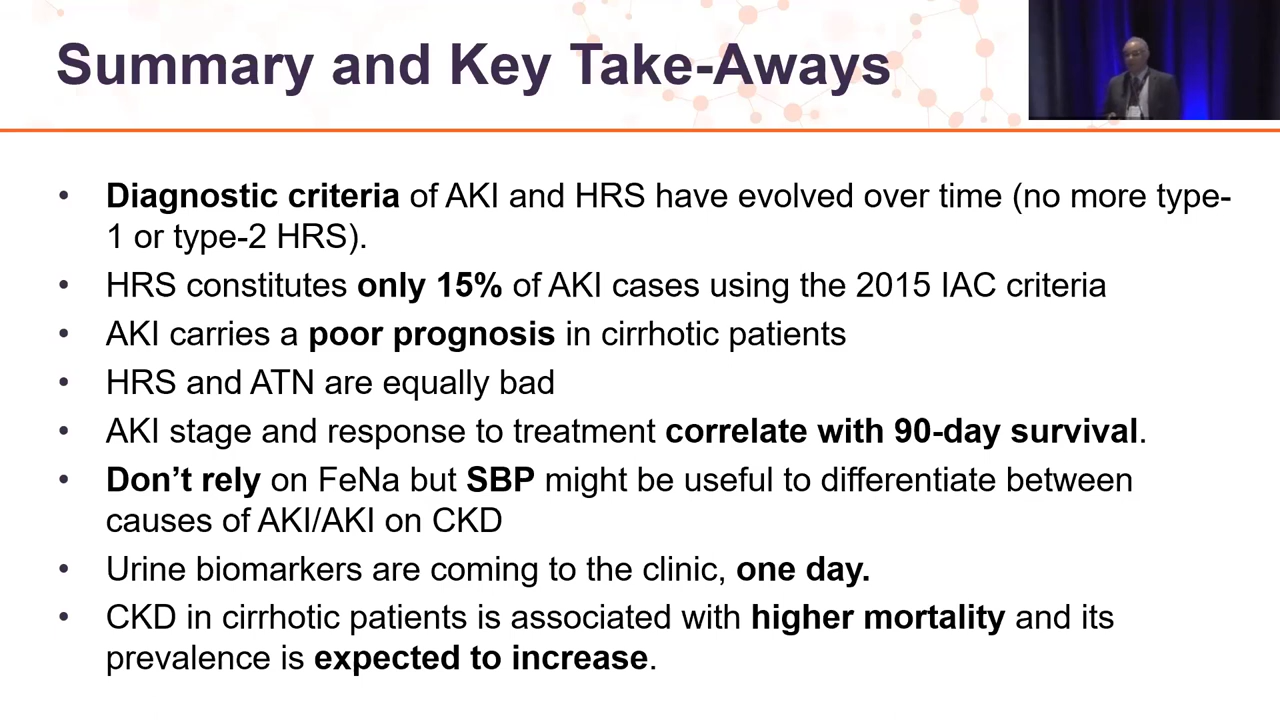 Summary and Key Take-Aways
• Diagnostic criteria of AKI and HRS have evolved over time (no more type-
1 or type-2 HRS).
• HRS constitutes only 15% of AKI cases using the 2015 IAC criteria
• AKI carries a poor prognosis in cirrhotic patients
• HRS and ATN are equally bad
• AKI stage and response to treatment correlate with 90-day survival.
• Don’t rely on FeNa but SBP might be useful to differentiate between
causes of AKI/AKI on CKD
• Urine biomarkers are coming to the clinic, one day.
• CKD in cirrhotic patients is associated with higher mortality and its
prevalence is expected to increase.